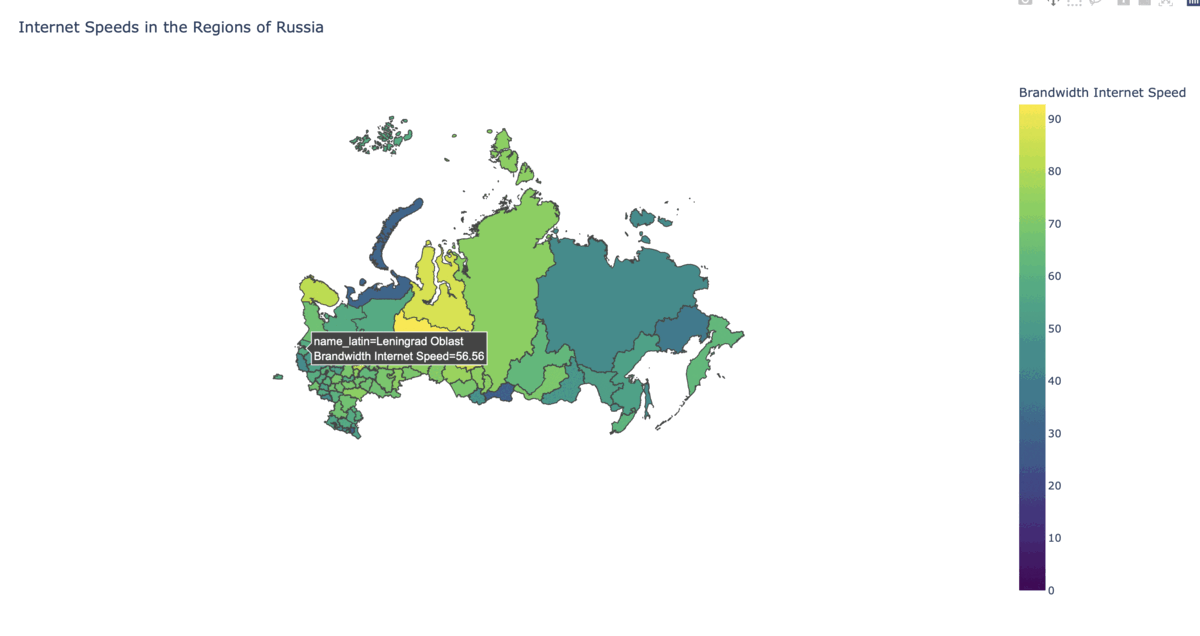 Internet Speeds in the Regions of Russia
Brandwidth Internet Speed
90
80
70
60
50
40
30
20
10
0
name_latin=Leningrad Oblast
Brandwidth Internet Speed=56.56